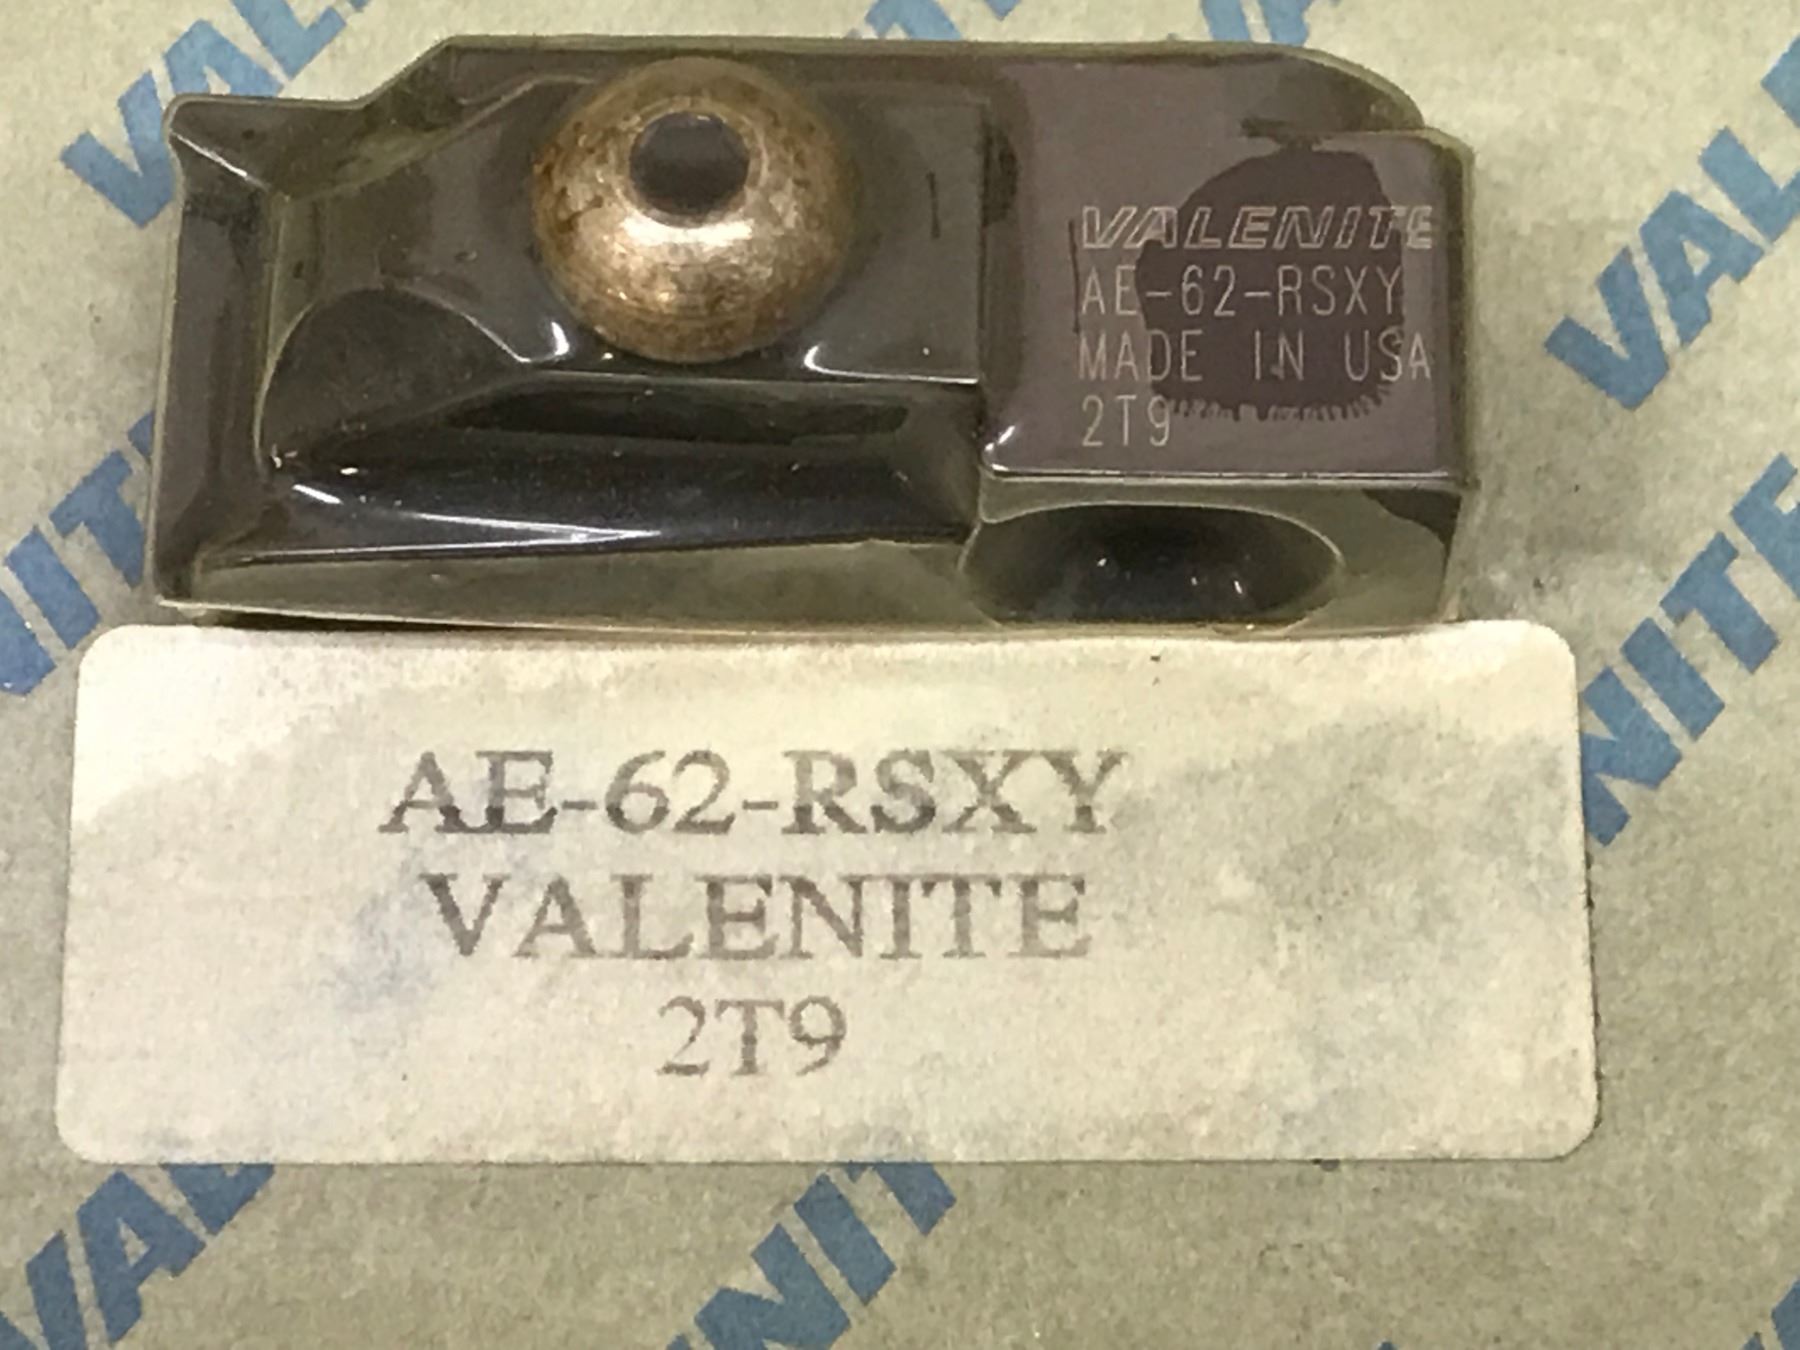 VALENITE
AE-62-RSXY
MADE IN USA
2T9
AE-62-RSXY
VALENITE
2T9